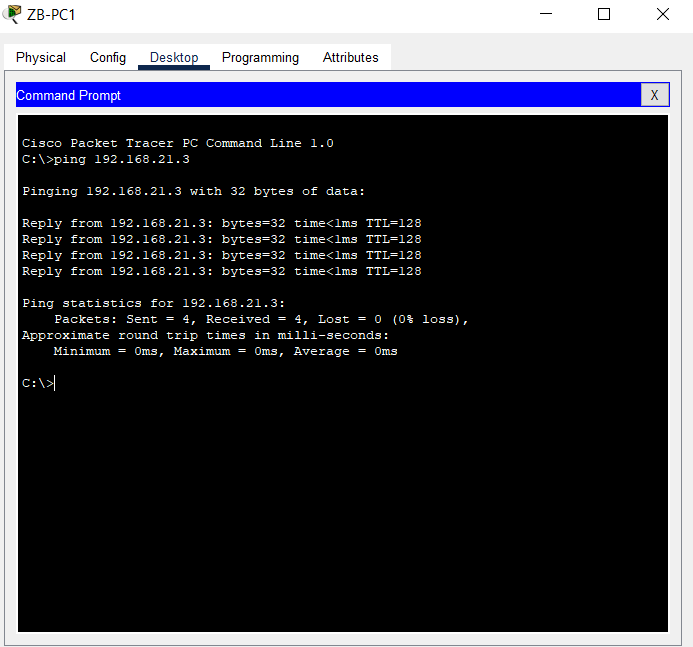 ZB-PC1
Physical Config Desktop Programming Attributes
Command Prompt X
Cisco Packet Tracer PC Command Line 1.0
C:\>ping 192.168.21.3
Pinging 192.168.21.3 with 32 bytes of data:
Reply from 192.168.21.3: bytes=32 time<1ms TTL=128
Reply from 192.168.21.3: bytes=32 time<1ms TTL=128
Reply from 192.168.21.3: bytes=32 time<1ms TTL=128
Reply from 192.168.21.3: bytes=32 time<1ms TTL=128
Ping statistics for 192.168.21.3:
Packets: Sent = 4, Received = 4, Lost = 0 (0% loss),
Approximate round trip times in milli-seconds:
Minimum = 0ms, Maximum = 0ms, Average = 0ms
C:\>